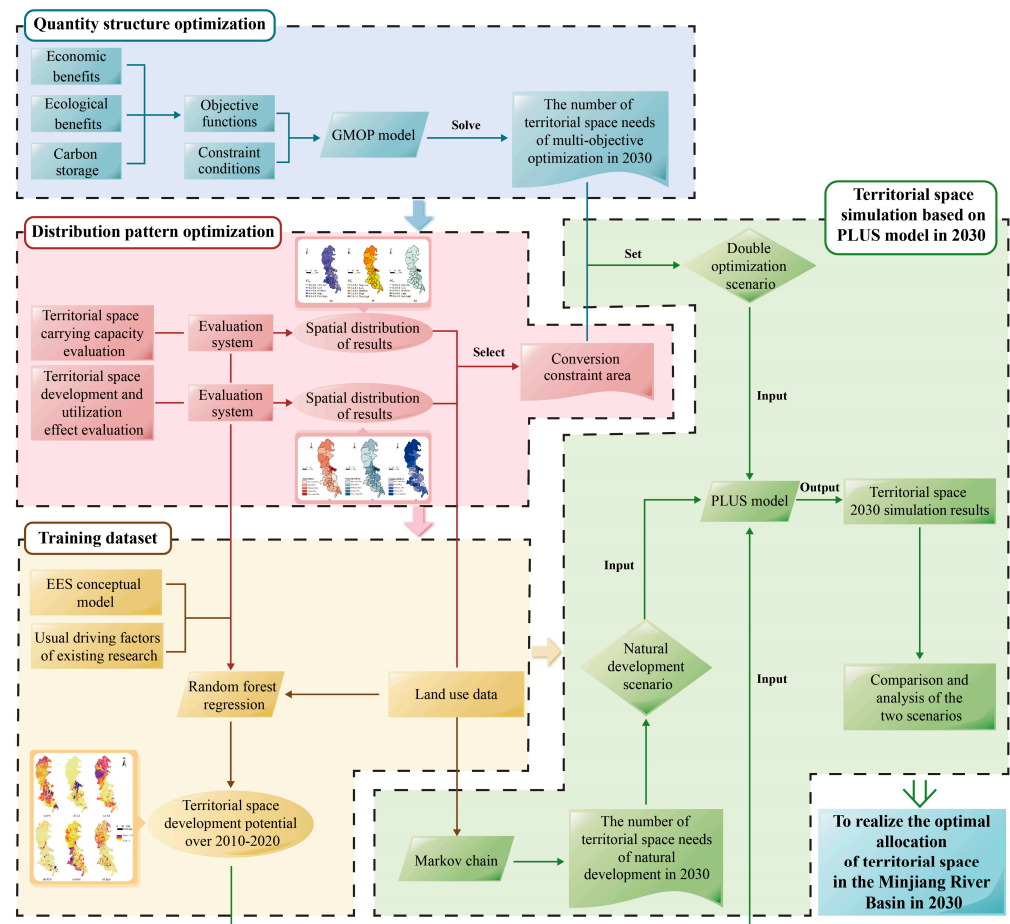 Quantity structure optimization
Economic
benefits
Ecological
benefits
Carbon
storage
Objective
functions
Constraint
conditions
GMOP model
Solve
The number of
territorial space needs
of multi-objective
optimization in 2030
Distribution pattern optimization
Territorial space
carrying capacity
evaluation
Evaluation
system
Spatial distribution
of results
Territorial space
development and
utilization
effect evaluation
Evaluation
system
Spatial distribution
of results
Select
Conversion
constraint area
Territorial space
simulation based on
PLUS model in 2030
Set
Double
optimization
scenario
Input
PLUS model
Output
Territorial space
2030 simulation results
Input
Natural
development
scenario
Input
Comparison and
analysis of the
two scenarios
Training dataset
EES conceptual
model
Usual driving factors
of existing research
Random forest
regression
Land use data
Territorial space
development potential
over 2010-2020
Markov chain
The number of
territorial space needs
of natural
development in 2030
To realize the optimal
allocation
of territorial space
in the Minjiang River
Basin in 2030